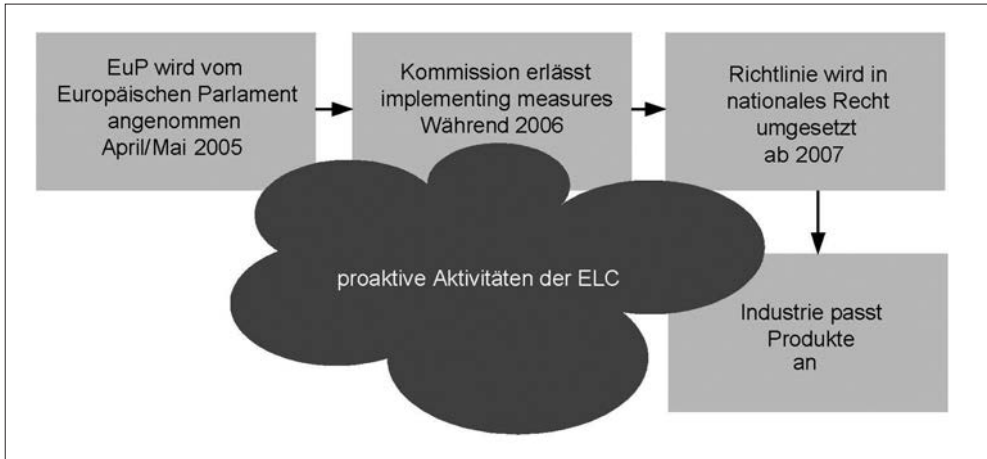 EuP wird vom
Europäischen Parlament
angenommen
April/Mai 2005
Kommission erlässt
implementing measures
Während 2006
Richtlinie wird in
nationales Recht
umgesetzt
ab 2007
proaktive Aktivitäten der ELC
Industrie passt
Produkte
an